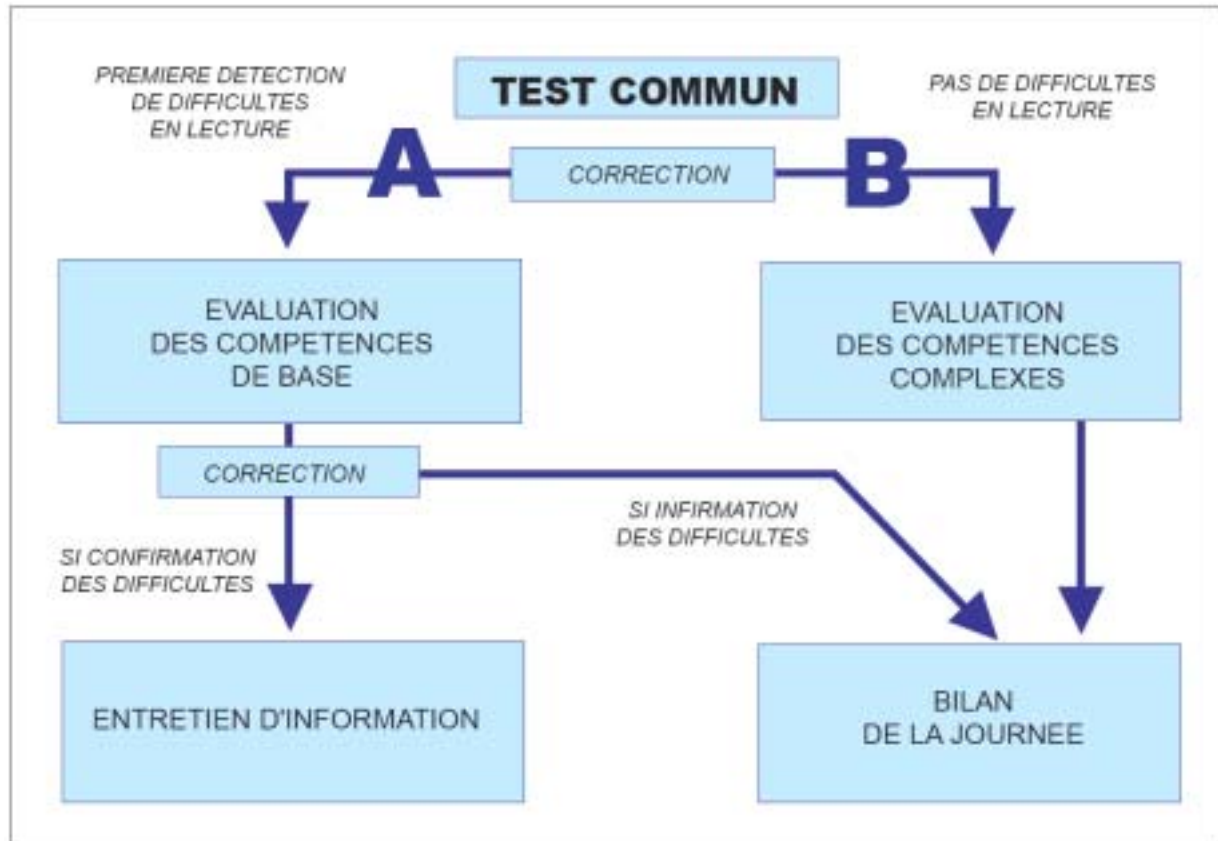 TEST COMMUN
PREMIERE DETECTION
DE DIFFICULTES
EN LECTURE
PAS DE DIFFICULTES
EN LECTURE
A
CORRECTION
B
EVALUATION
DES COMPETENCES
DE BASE
EVALUATION
DES COMPETENCES
COMPLEXES
CORRECTION
SI INFIRMATION
DES DIFFICULTES
SI CONFIRMATION
DES DIFFICULTES
ENTRETIEN D'INFORMATION
BILAN
DE LA JOURNEE